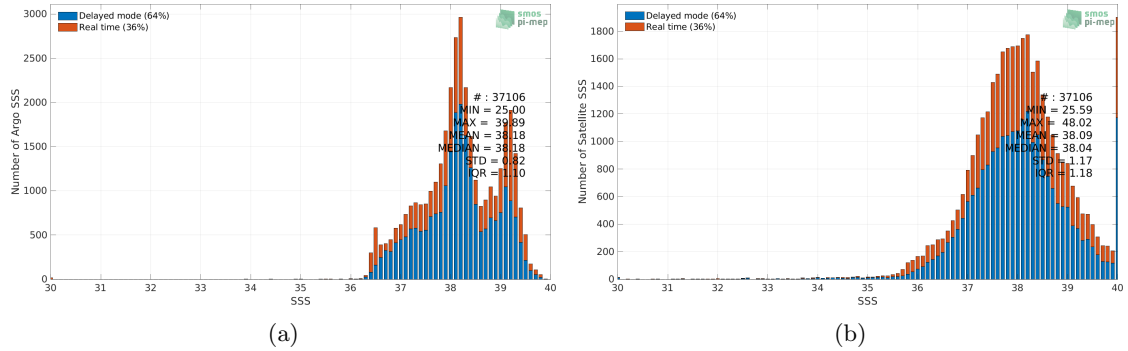 Delayed mode (64%)
Real time (36%)
smos
pi-mep
3000
2500
2000
1500
1000
500
0
Number of Argo SSS
# : 37106
MIN = 25.00
MAX = 39.89
MEAN = 38.18
MEDIAN = 38.18
STD = 0.82
IQR = 1.10
30 31 32 33 34 35 36 37 38 39 40
SSS
(a)
Delayed mode (64%)
Real time (36%)
smos
pi-mep
1800
1600
1400
1200
1000
800
600
400
200
0
Number of Satellite SSS
# : 37106
MIN = 25.59
MAX = 48.02
MEAN = 38.09
MEDIAN = 38.04
STD = 1.17
IQR = 1.18
30 31 32 33 34 35 36 37 38 39 40
SSS
(b)